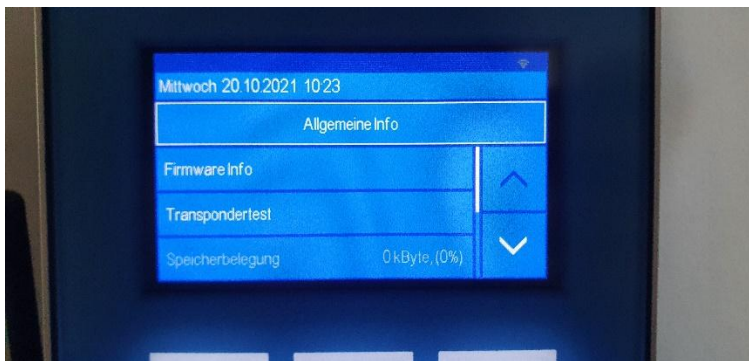 Mittwoch 20.10.2021 10:23
Allgemeine Info
Firmware Info
Transpondertest
Speicherbelegung 0 kByte, (0%)